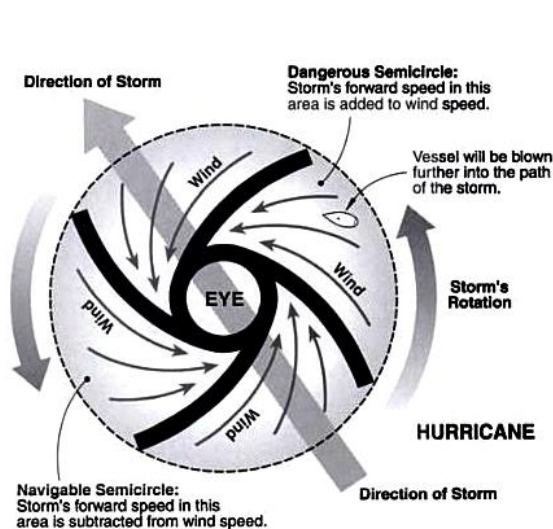 Direction of Storm
Dangerous Semicircle:
Storm's forward speed in this
area is added to wind speed.
Vessel will be blown
further into the path
of the storm.
Wind
Wind
EYE
Storm's
Rotation
Wind
Wind
HURRICANE
Navigable Semicircle:
Storm's forward speed in this
area is subtracted from wind speed.
Direction of Storm